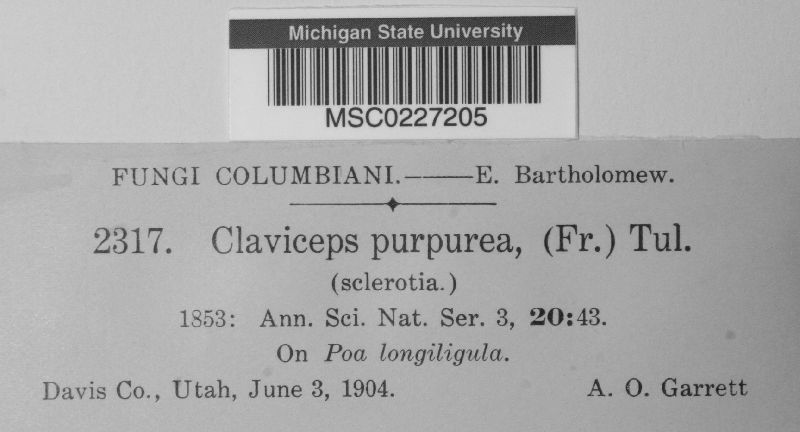 Michigan State University
MSC0227205
FUNGI COLUMBIANI.——E. Bartholomew.
2317. Claviceps purpurea, (Fr.) Tul.
(sclerotia.)
1853: Ann. Sci. Nat. Ser. 3, 20:43.
On Poa longiligula.
Davis Co., Utah, June 3, 1904. A. O. Garrett